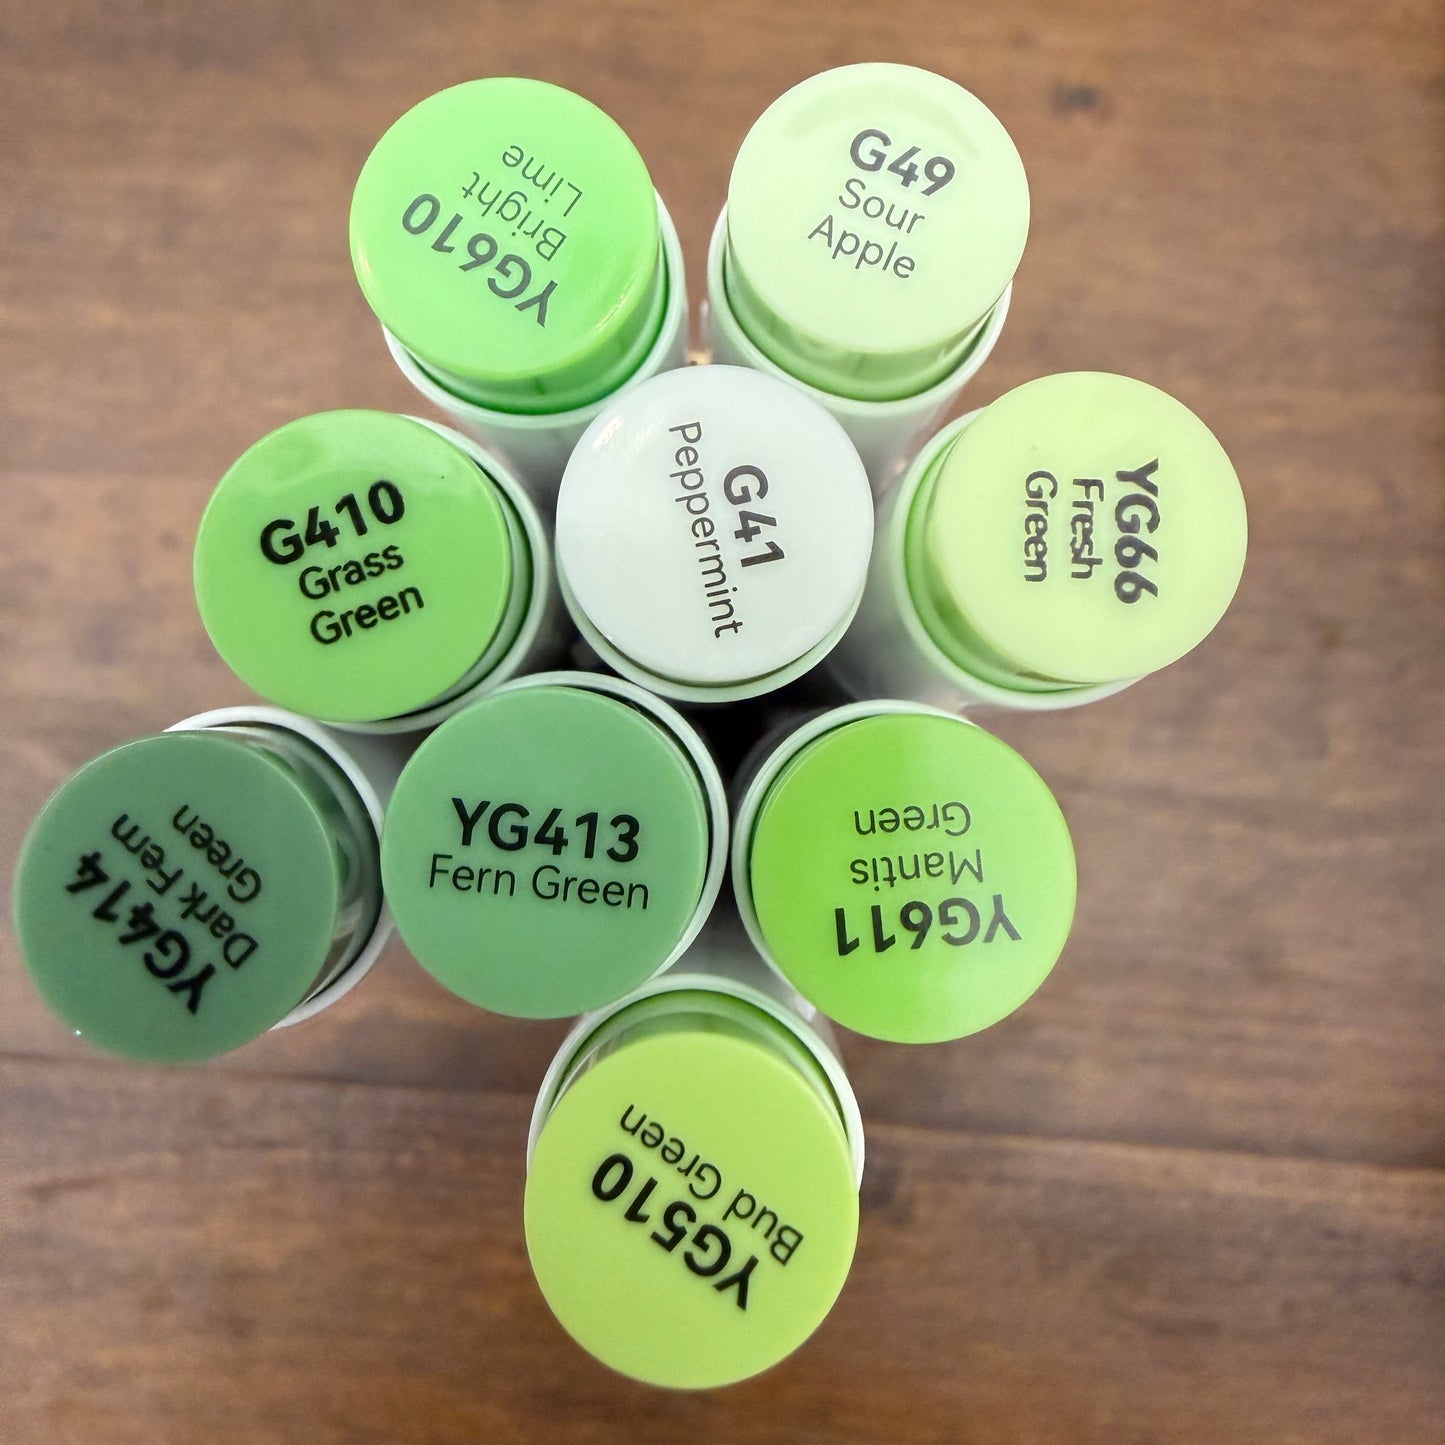 YG610
Bright
Lime
G49
Sour
Apple
G410
Grass
Green
G41
Peppermint
YG66
Fresh
Green
YG414
Dark Fern
Green
YG413
Fern Green
YG611
Mantis
Green
YG510
Bud Green